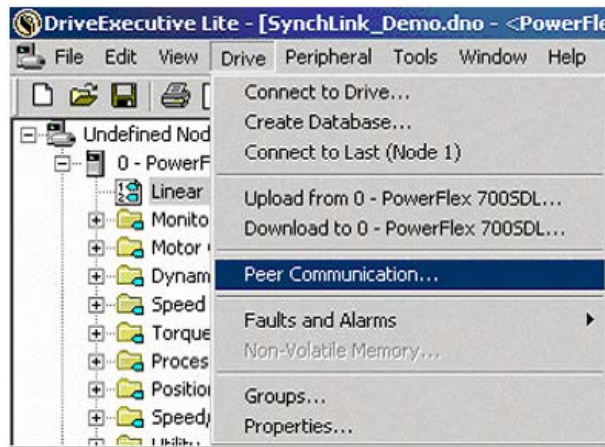 DriveExecutive Lite - [SynchLink_Demo.dno - <PowerFle
File Edit View Drive Peripheral Tools Window Help
Connect to Drive...
Create Database...
Connect to Last (Node 1)
Upload from 0 - PowerFlex 700SDL...
Download to 0 - PowerFlex 700SDL...
Peer Communication...
Faults and Alarms
Non-Volatile Memory...
Groups...
Properties...
Undefined Nod
0 - PowerF
Linear
Monito
Motor
Dynam
Speed
Torque
Proces
Position
Speed/
Utility